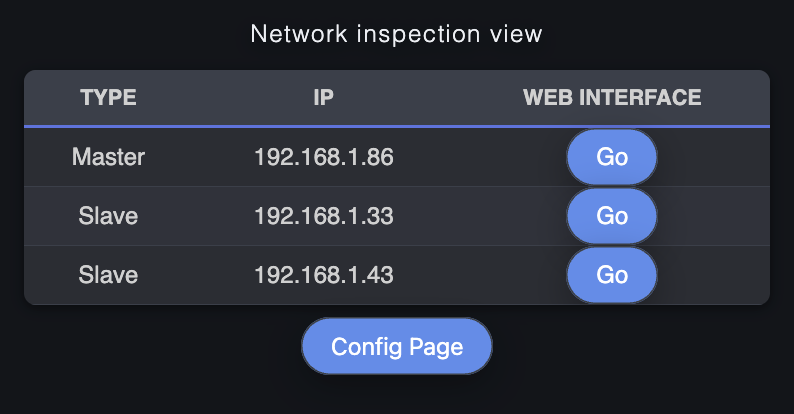 Network inspection view
TYPE IP WEB INTERFACE
Master 192.168.1.86 Go
Slave 192.168.1.33 Go
Slave 192.168.1.43 Go
Config Page